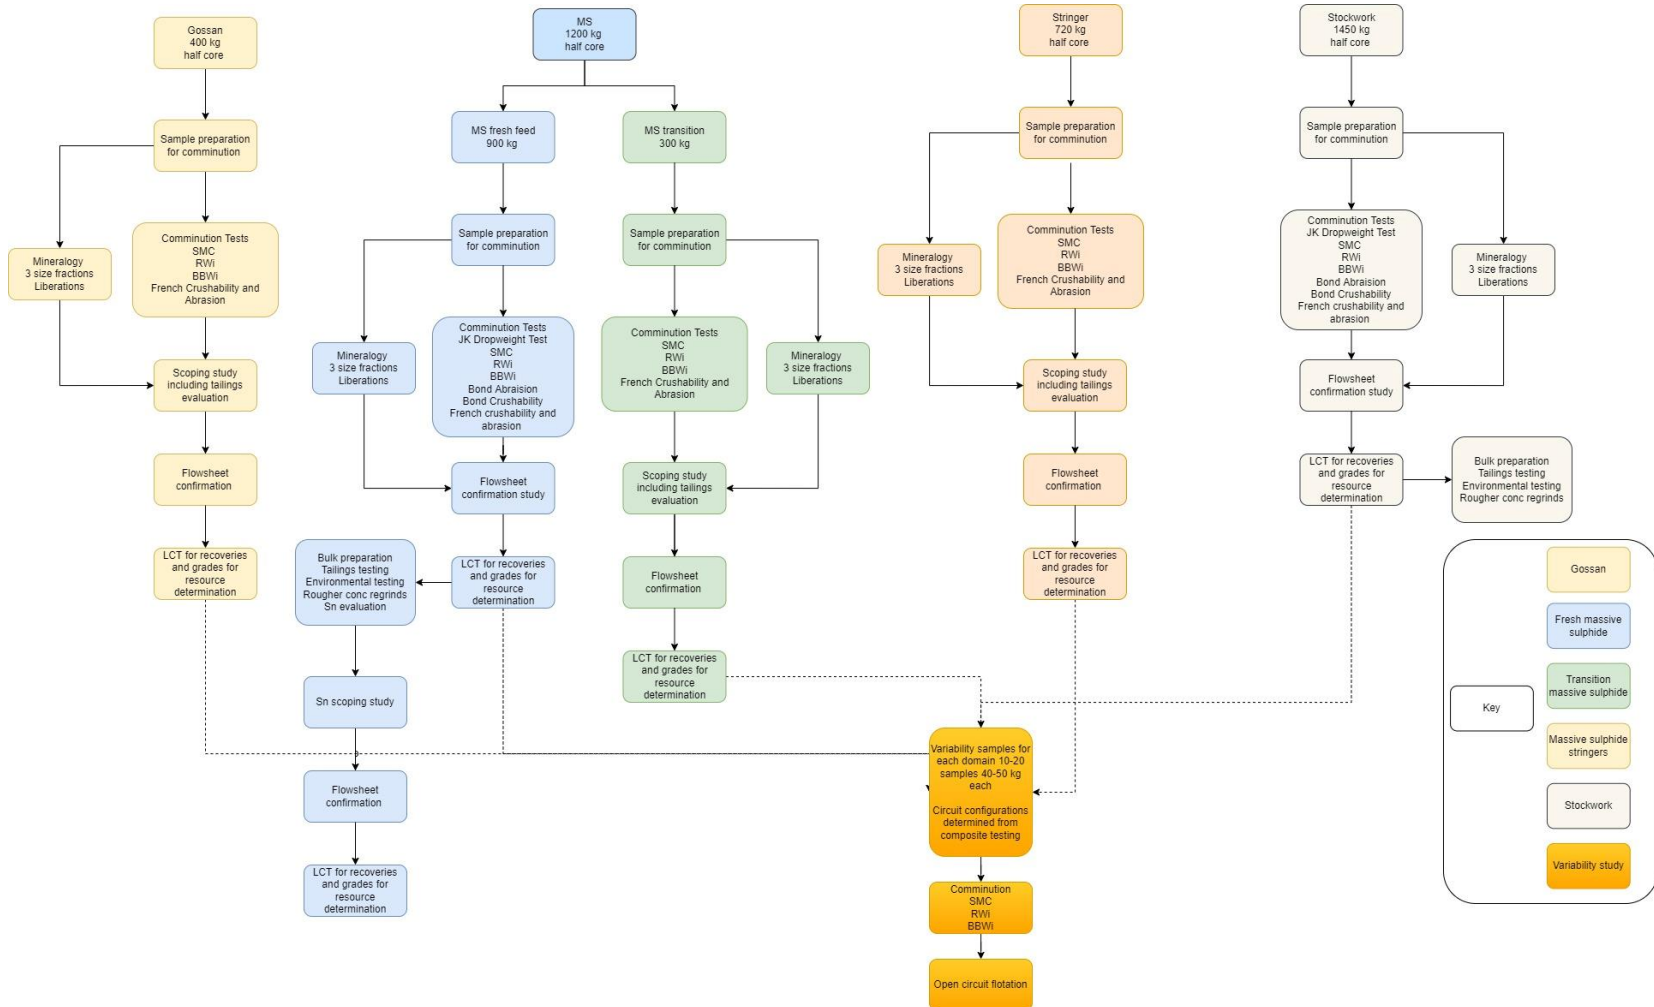 Gossan
400 kg
half core
MS
1200 kg
half core
Stringer
720 kg
half core
Stockwork
1450 kg
half core
Sample preparation
for comminution
Mineralogy
3 size fractions
Liberations
Comminution Tests
SMC
RWi
BBWi
French Crushability and
Abrasion
Scoping study
including tailings
evaluation
Flowsheet
confirmation
LCT for recoveries
and grades for
resource
determination
MS fresh feed
900 kg
Sample preparation
for comminution
Mineralogy
3 size fractions
Liberations
Comminution Tests
JK Dropweight Test
SMC
RWi
BBWi
Bond Abraision
Bond Crushability
French crushability and
abrasion
Flowsheet
confirmation study
LCT for recoveries
and grades for
resource
determination
Bulk preparation
Tailings testing
Environmental testing
Rougher conc regrinds
Sn evaluation
Sn scoping study
Flowsheet
confirmation
LCT for recoveries
and grades for
resource
determination
MS transition
300 kg
Sample preparation
for comminution
Comminution Tests
SMC
RWi
BBWi
French Crushability and
Abrasion
Mineralogy
3 size fractions
Liberations
Scoping study
including tailings
evaluation
Flowsheet
confirmation
LCT for recoveries
and grades for
resource
determination
Sample preparation
for comminution
Mineralogy
3 size fractions
Liberations
Comminution Tests
SMC
RWi
BBWi
French Crushability and
Abrasion
Scoping study
including tailings
evaluation
Flowsheet
confirmation
LCT for recoveries
and grades for
resource
determination
Sample preparation
for comminution
Comminution Tests
JK Dropweight Test
SMC
RWi
BBWi
Bond Abraision
Bond Crushability
French crushability and
abrasion
Mineralogy
3 size fractions
Liberations
Flowsheet
confirmation study
LCT for recoveries
and grades for
resource
determination
Bulk preparation
Tailings testing
Environmental testing
Rougher conc regrinds
Variability samples for
each domain 10-20
samples 40-50 kg
each
Circuit configurations
determined from
composite testing
Comminution
SMC
RWi
BBWi
Open circuit flotation
Key
Gossan
Fresh massive
sulphide
Transition
massive sulphide
Massive sulphide
stringers
Stockwork
Variability study